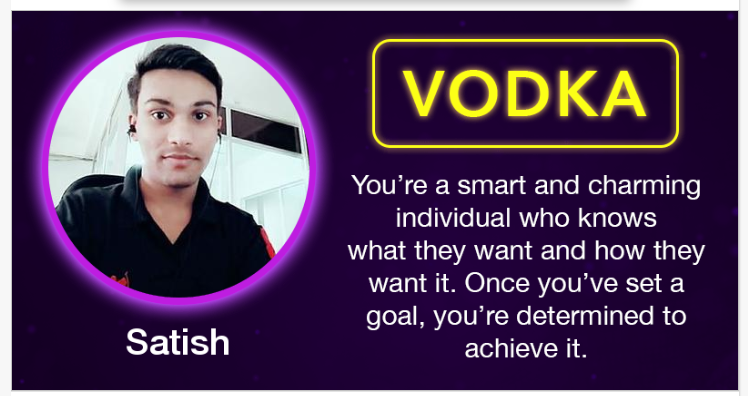 VODKA
You’re a smart and charming
individual who knows
what they want and how they
want it. Once you’ve set a
goal, you’re determined to
achieve it.
Satish